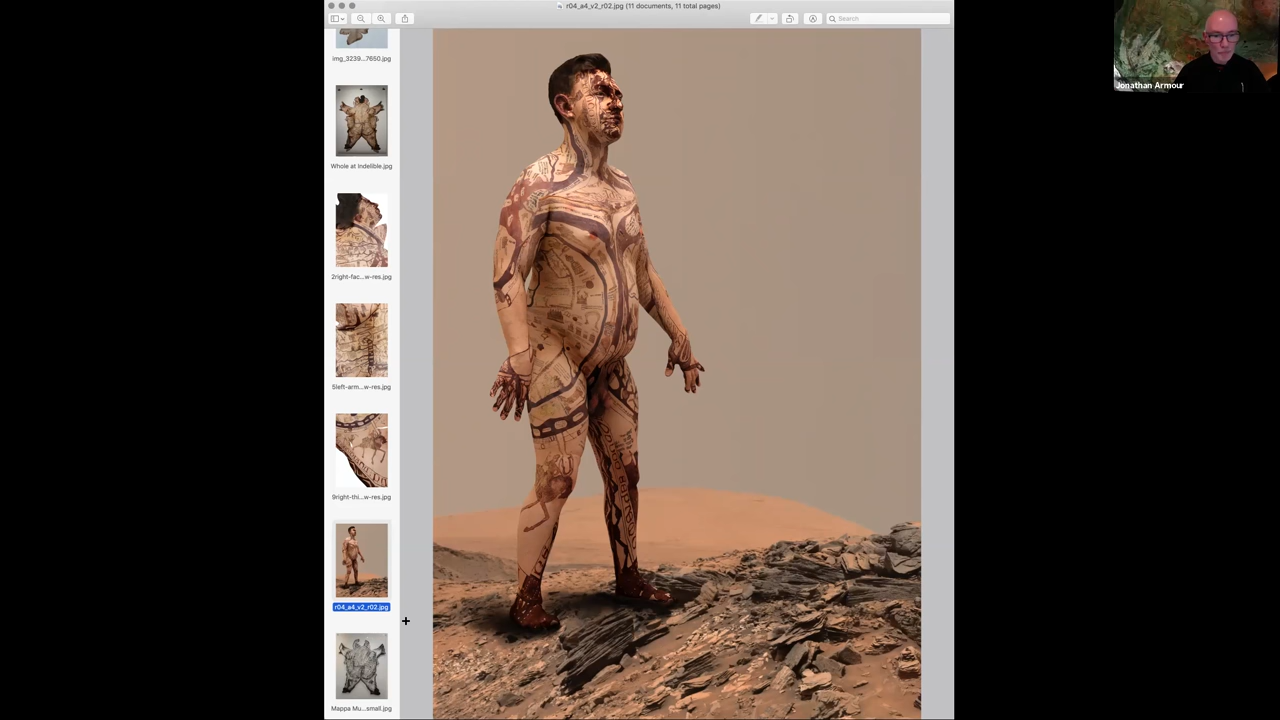 r04_a4_v2_r02.jpg (11 documents, 11 total pages)
Search
img_3239...7650.jpg
Whole at Indelible.jpg
2right-fac...w-res.jpg
5left-arm...w-res.jpg
9right-thi...w-res.jpg
r04_a4_v2_r02.jpg
Mappa Mu...small.jpg
Jonathan Armour